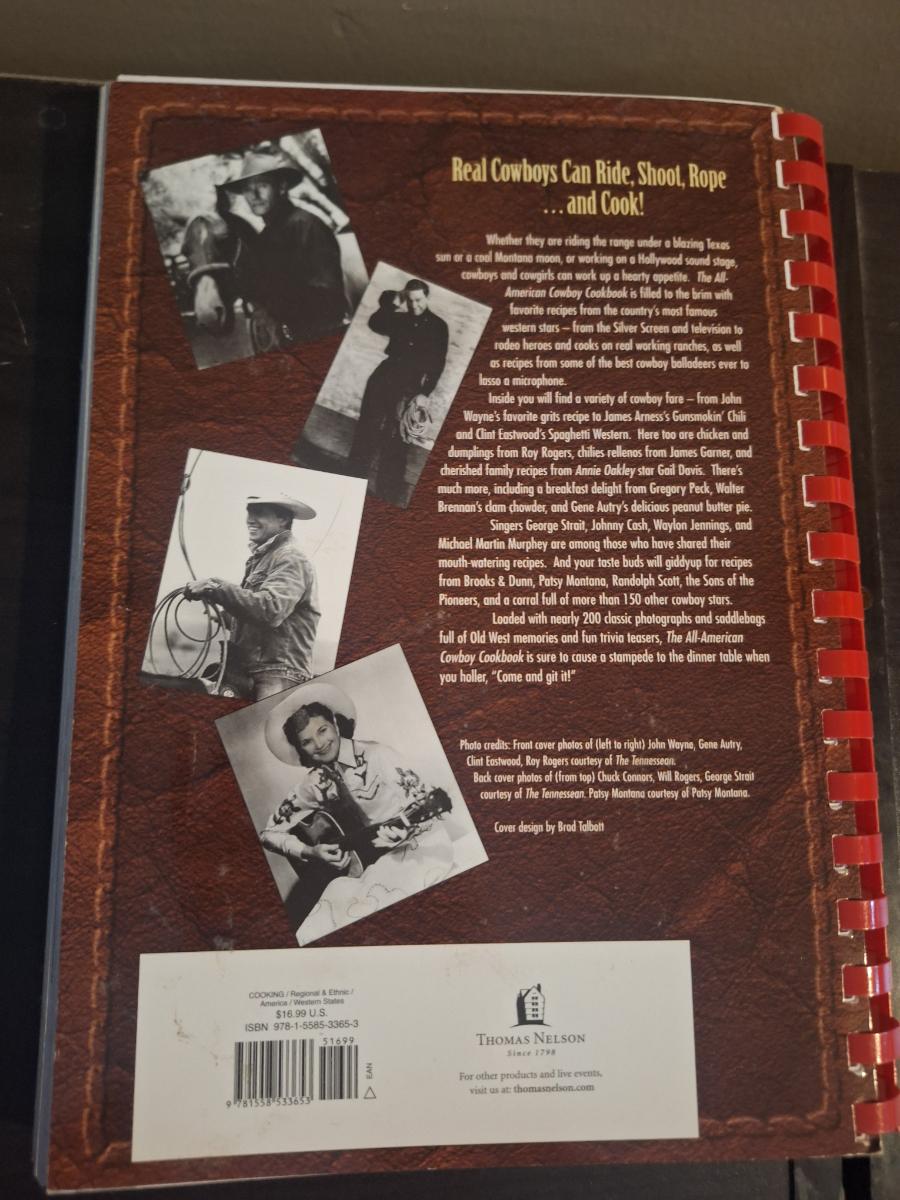 Real Cowboys Can Ride, Shoot, Rope
...and Cook!
Whether they are riding the range under a blazing Texas
sun or a cool Montana moon, or working on a Hollywood sound stage,
cowboys and cowgirls can work up a hearty appetite. The All-
American Cowboy Cookbook is filled to the brim with
favorite recipes from the country's most famous
western stars – from the Silver Screen and television to
rodeo heroes and cooks on real working ranches, as well
as recipes from some of the best cowboy balladeers ever to
lasso a microphone.
Inside you will find a variety of cowboy fare – from John
Wayne's favorite grits recipe to James Arness's Gunsmokin' Chili
and Clint Eastwood's Spaghetti Western. Here too are chicken and
dumplings from Roy Rogers, chilies rellenos from James Garner, and
cherished family recipes from Annie Oakley star Gail Davis. There's
much more, including a breakfast delight from Gregory Peck, Walter
Brennan's clam chowder, and Gene Autry's delicious peanut butter pie.
Singers George Strait, Johnny Cash, Waylon Jennings, and
Michael Martin Murphey are among those who have shared their
mouth-watering recipes. And your taste buds will giddyup for recipes
from Brooks & Dunn, Patsy Montana, Randolph Scott, the Sons of the
Pioneers, and a corral full of more than 150 other cowboy stars.
Loaded with nearly 200 classic photographs and saddlebags
full of Old West memories and fun trivia teasers, The All-American
Cowboy Cookbook is sure to cause a stampede to the dinner table when
you holler, "Come and git it!"
Photo credits: Front cover photos of (left to right) John Wayne, Gene Autry,
Clint Eastwood, Roy Rogers courtesy of The Tennessean.
Back cover photos of (from top) Chuck Connors, Will Rogers, George Strait
courtesy of The Tennessean. Patsy Montana courtesy of Patsy Montana.
Cover design by Brad Talbott
COOKING / Regional & Ethnic /
America / Western States
$16.99 U.S.
ISBN 978-1-5585-3365-3
51699
EAN
9 781558 533653
THOMAS NELSON
Since 1798
For other products and live events,
visit us at: thomasnelson.com